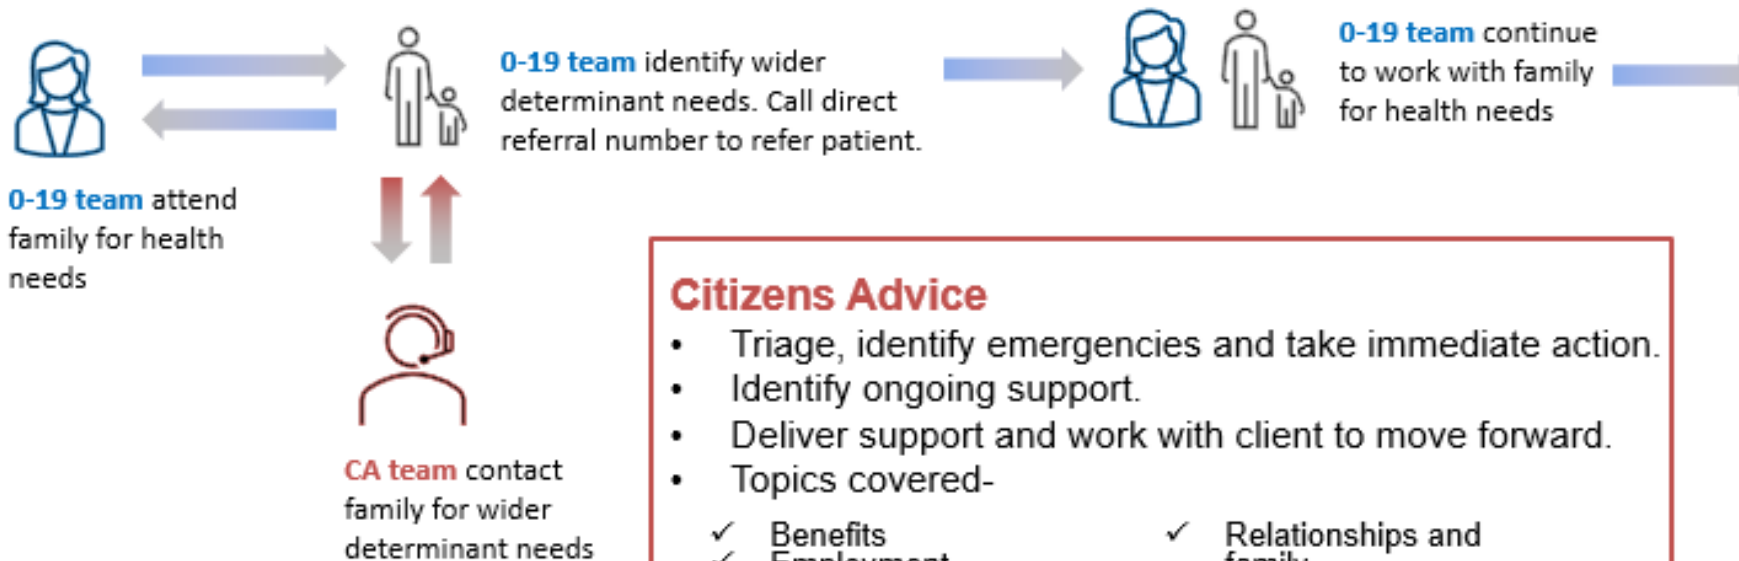 0-19 team attend
family for health
needs
0-19 team identify wider
determinant needs. Call direct
referral number to refer patient.
0-19 team continue
to work with family
for health needs
CA team contact
family for wider
determinant needs
Citizens Advice
• Triage, identify emergencies and take immediate action.
• Identify ongoing support.
• Deliver support and work with client to move forward.
• Topics covered-
✓ Benefits
✓ Employment
✓ Relationships and
family